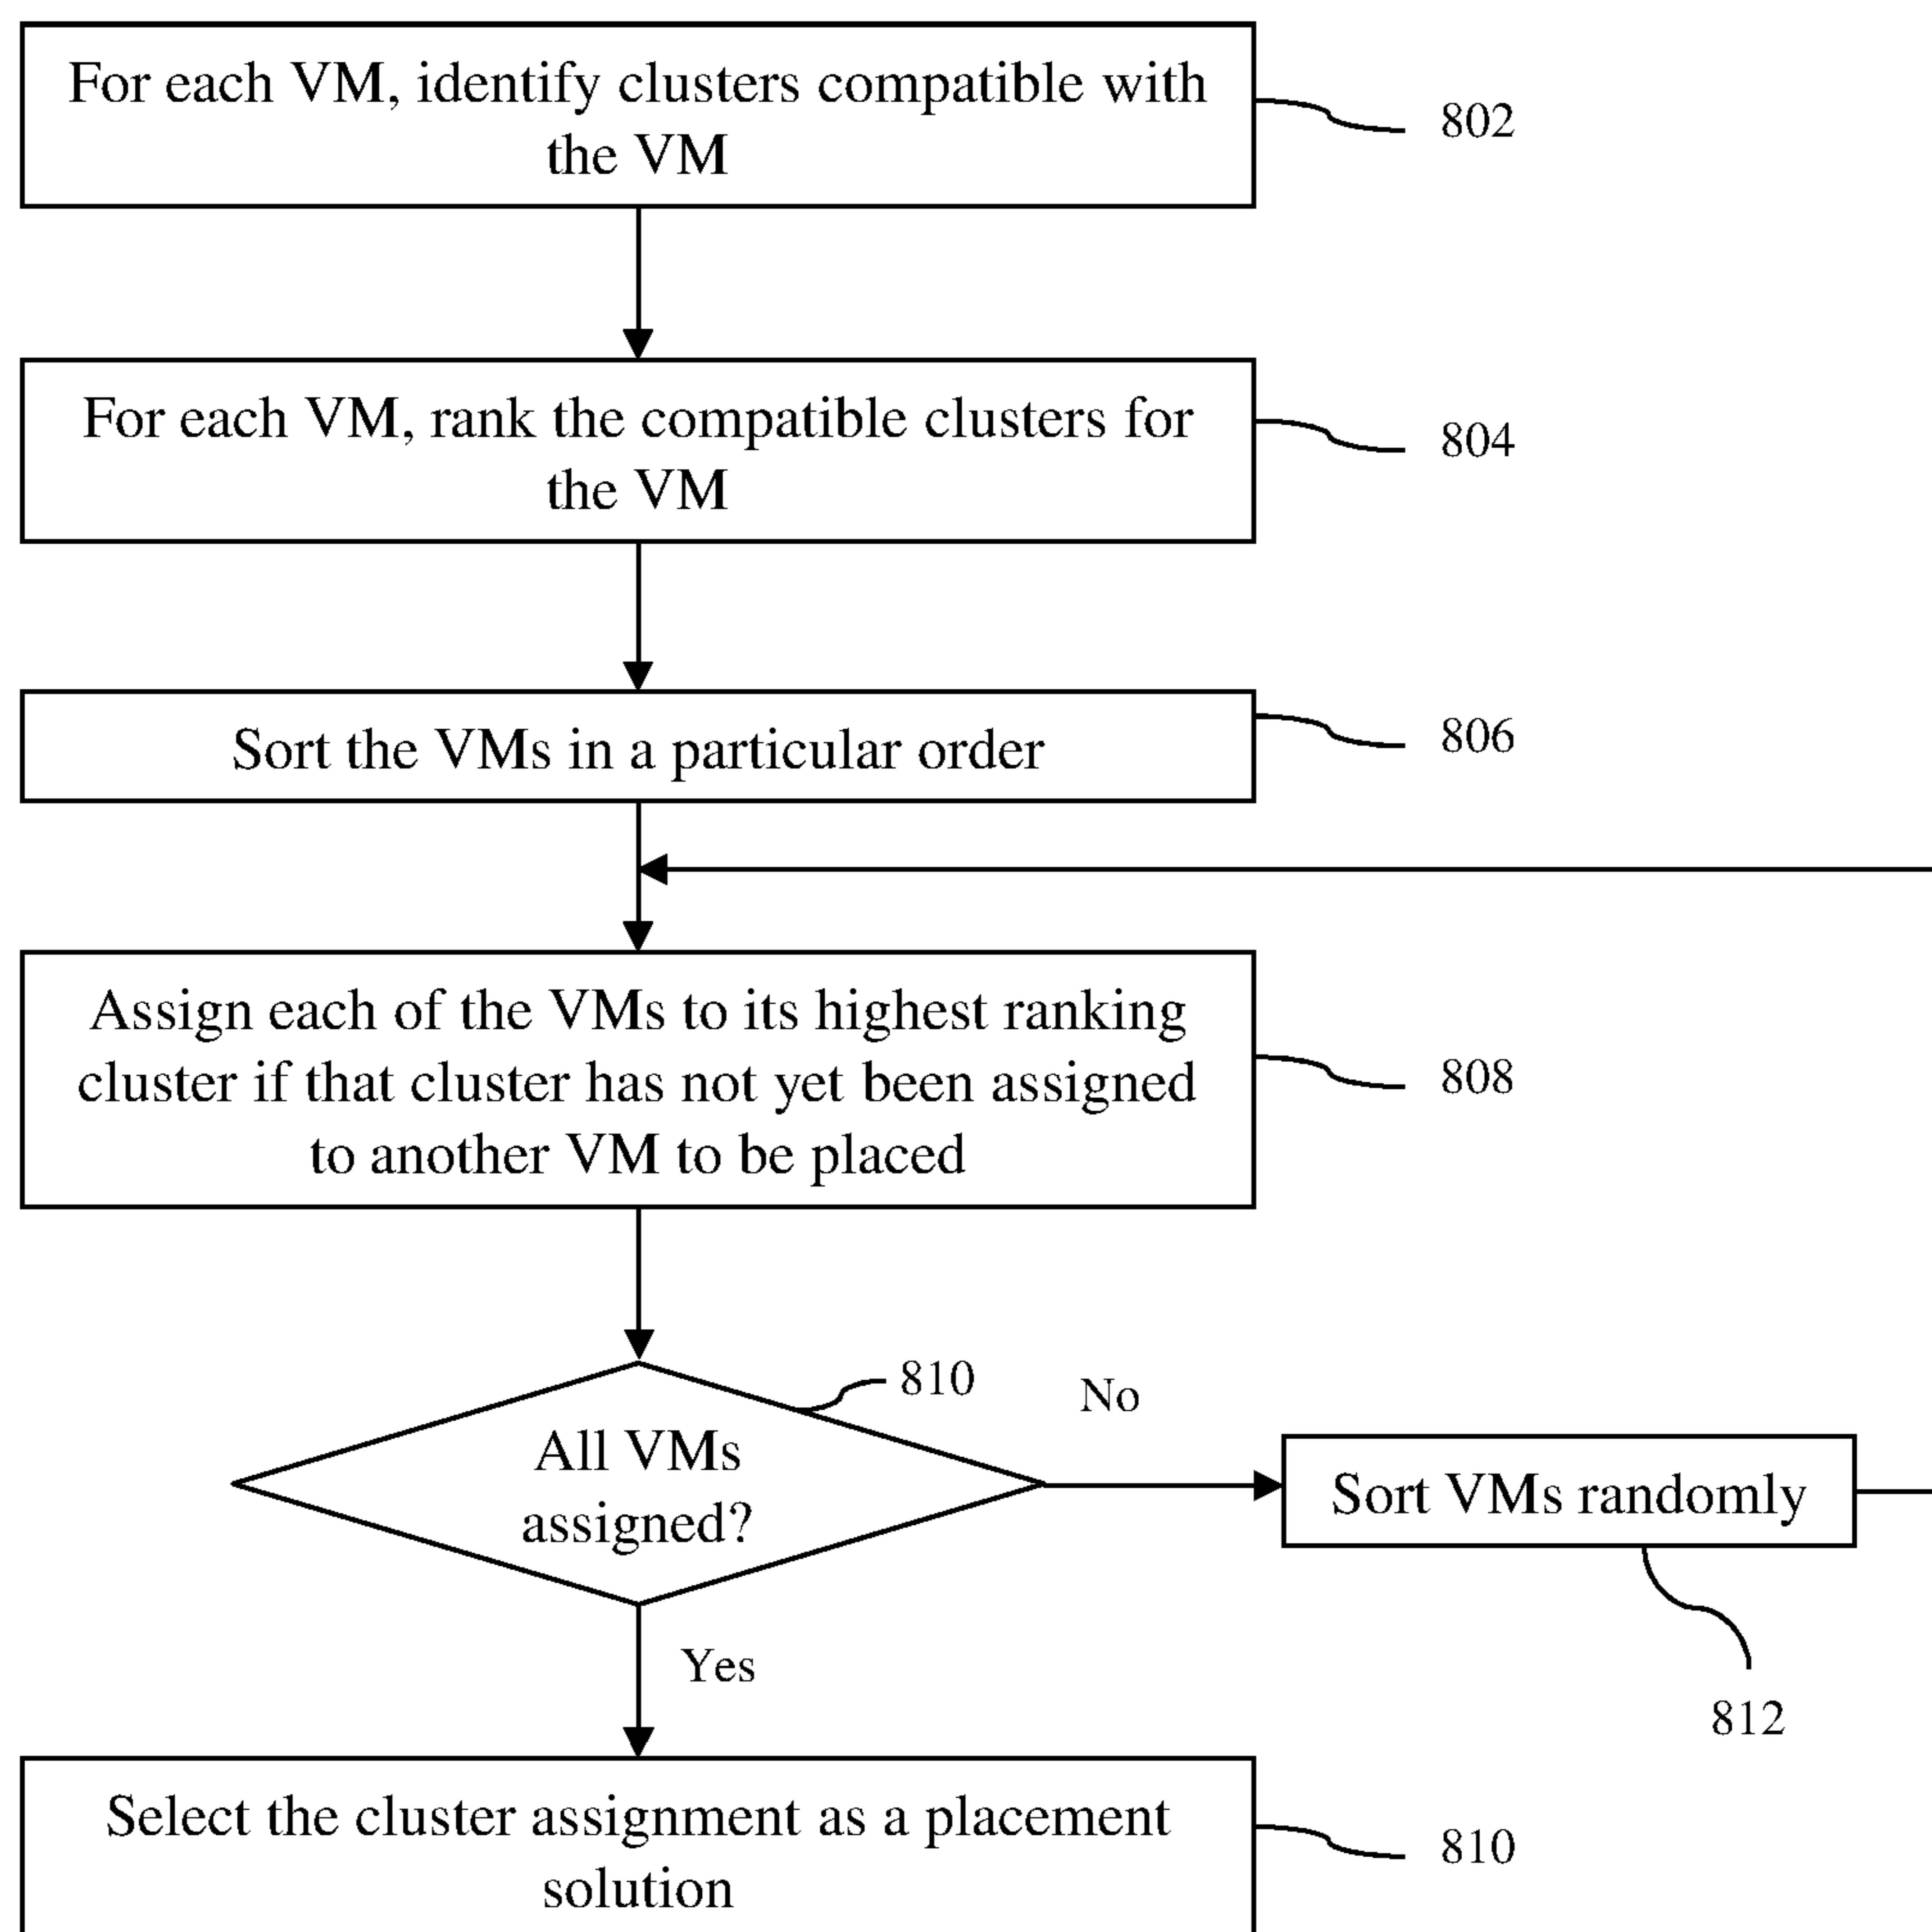 For each VM, identify clusters compatible with
the VM
802
For each VM, rank the compatible clusters for
the VM
804
Sort the VMs in a particular order
806
Assign each of the VMs to its highest ranking
cluster if that cluster has not yet been assigned
to another VM to be placed
808
810
No
All VMs
assigned?
Sort VMs randomly
Yes
812
Select the cluster assignment as a placement
solution
810